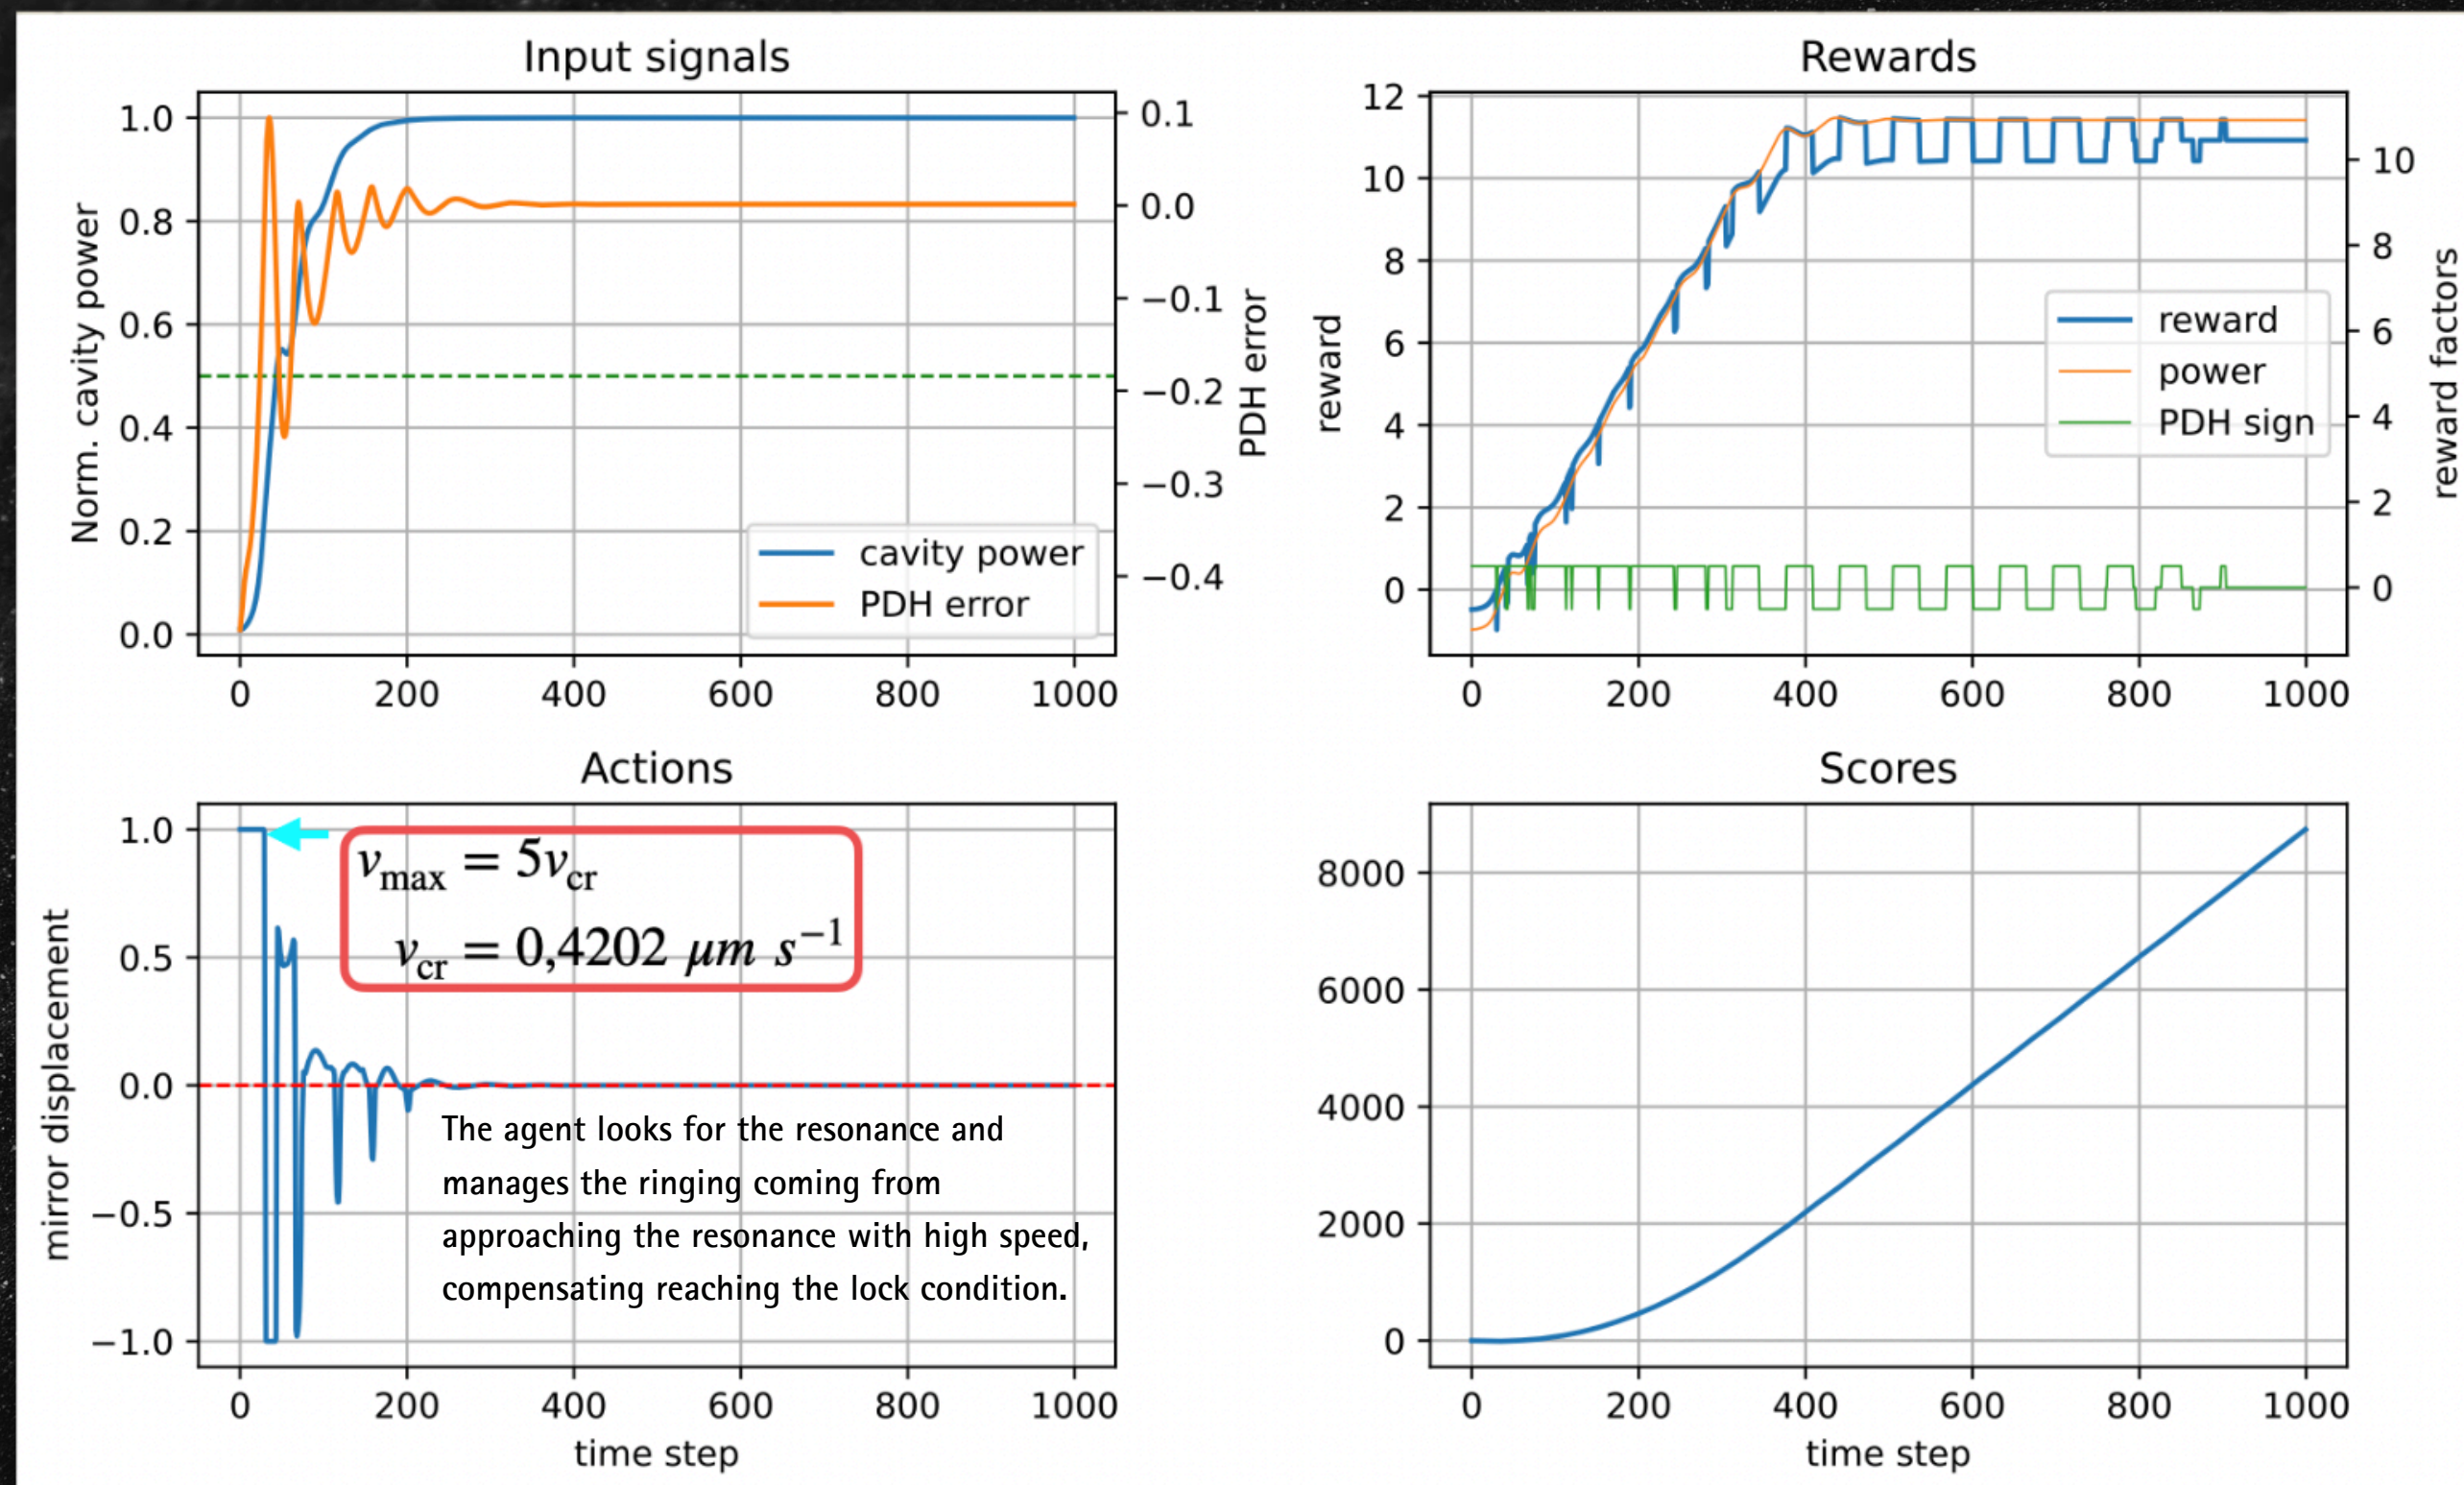 Input signals
1.0
0.8
0.6
0.4
0.2
0.0
Norm. cavity power
0.1
0.0
−0.1
−0.2
−0.3
−0.4
PDH error
cavity power
PDH error
0 200 400 600 800 1000
Rewards
12
10
8
6
4
2
0
reward
10
8
6
4
2
0
reward factors
reward
power
PDH sign
0 200 400 600 800 1000
Actions
1.0
0.5
0.0
−0.5
−1.0
mirror displacement
v_max = 5v_cr
v_cr = 0,4202 μm s⁻¹
The agent looks for the resonance and
manages the ringing coming from
approaching the resonance with high speed,
compensating reaching the lock condition.
0 200 400 600 800 1000
time step
Scores
8000
6000
4000
2000
0
0 200 400 600 800 1000
time step